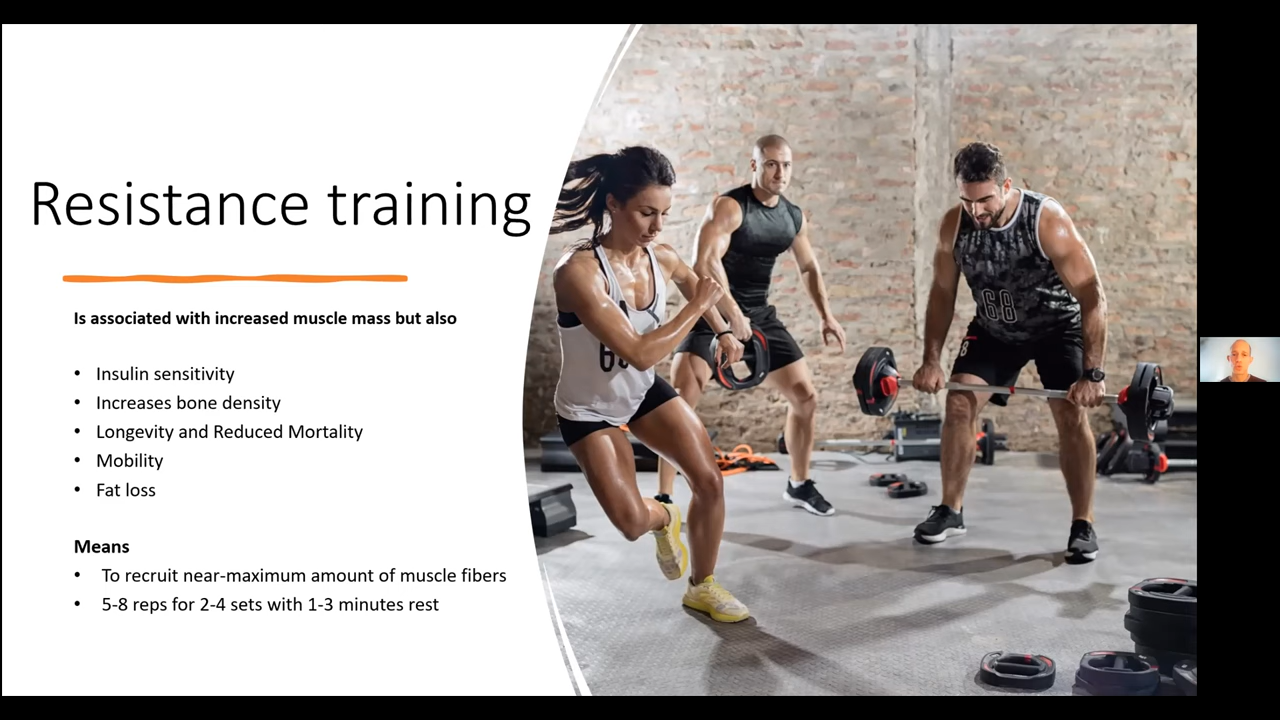 Resistance training
Is associated with increased muscle mass but also
• Insulin sensitivity
• Increases bone density
• Longevity and Reduced Mortality
• Mobility
• Fat loss
Means
• To recruit near-maximum amount of muscle fibers
• 5-8 reps for 2-4 sets with 1-3 minutes rest
68
8